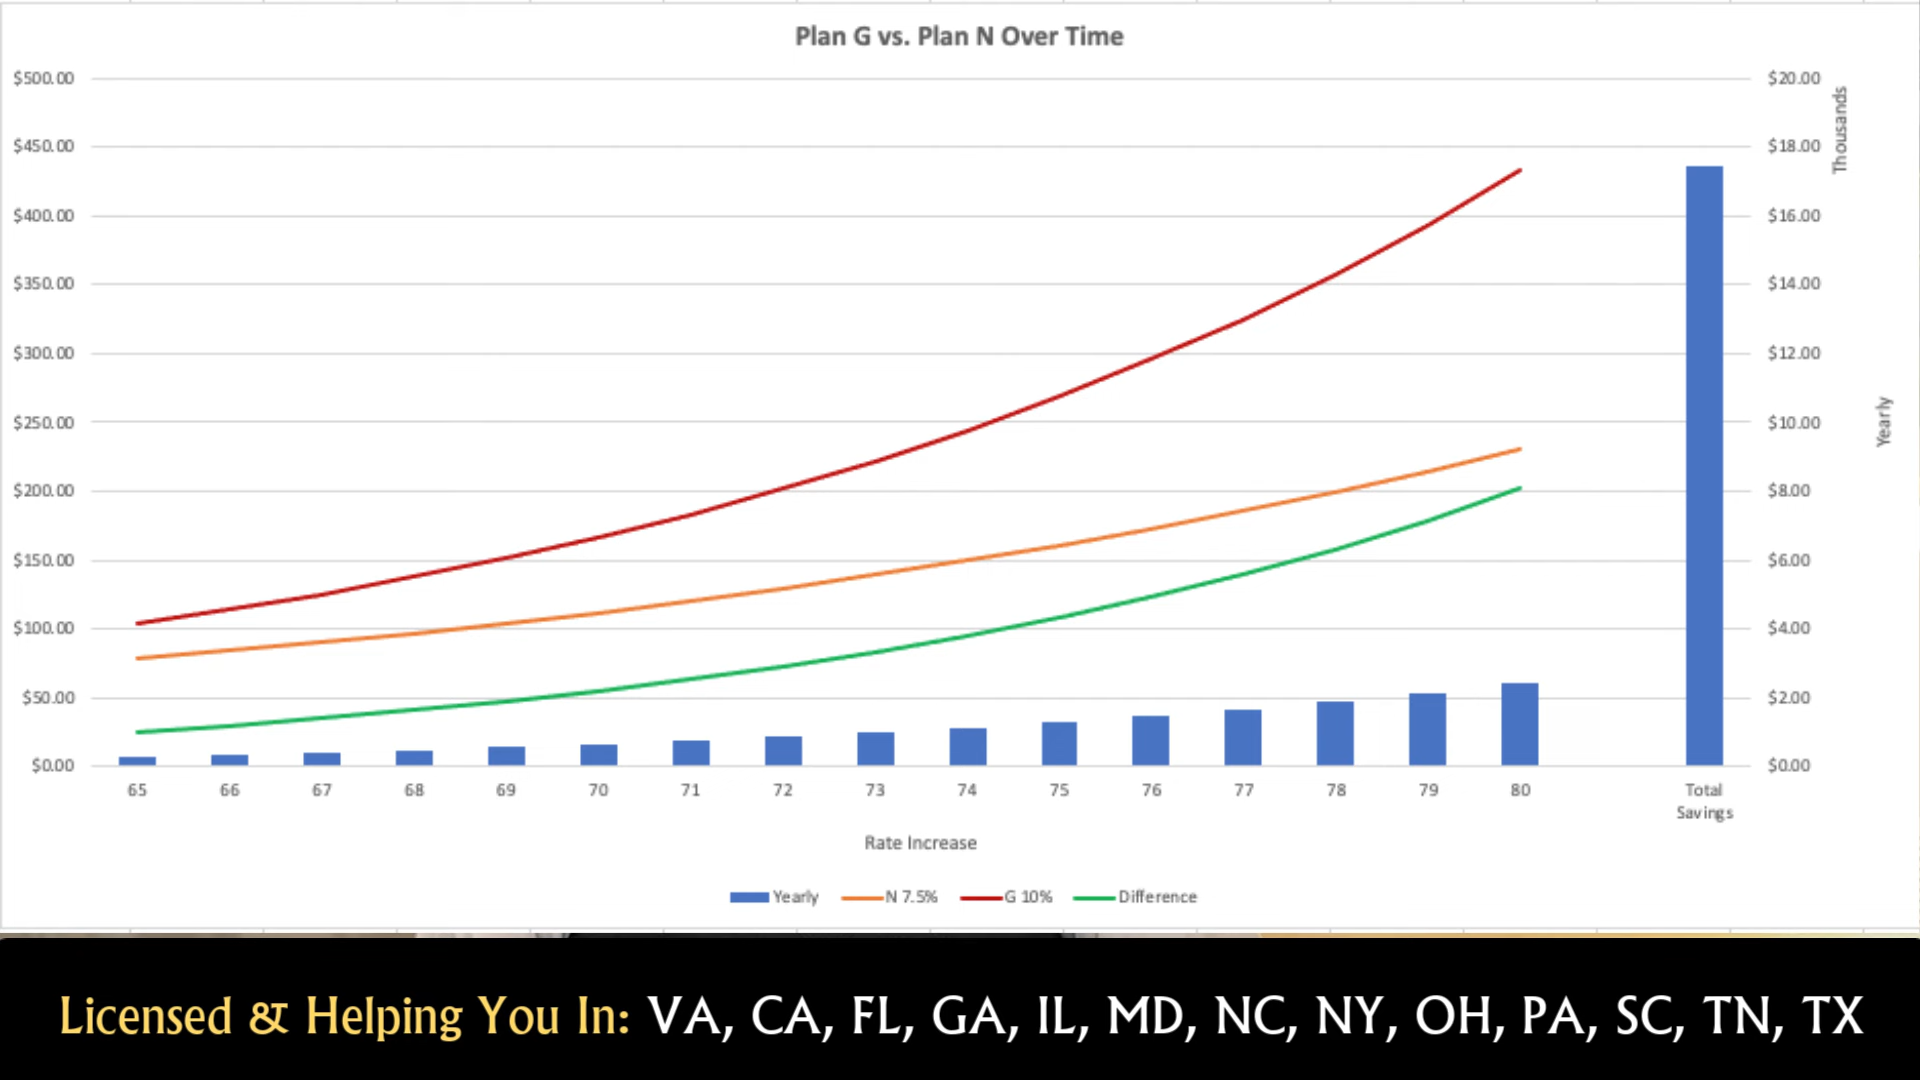 Plan G vs. Plan N Over Time
$500.00
$450.00
$400.00
$350.00
$300.00
$250.00
$200.00
$150.00
$100.00
$50.00
$0.00
$20.00
$18.00
$16.00
$14.00
$12.00
$10.00
$8.00
$6.00
$4.00
$2.00
$0.00
Thousands
Yearly
65 66 67 68 69 70 71 72 73 74 75 76 77 78 79 80 Total
Savings
Rate Increase
Yearly N 7.5% G 10% Difference
Licensed & Helping You In: VA, CA, FL, GA, IL, MD, NC, NY, OH, PA, SC, TN, TX